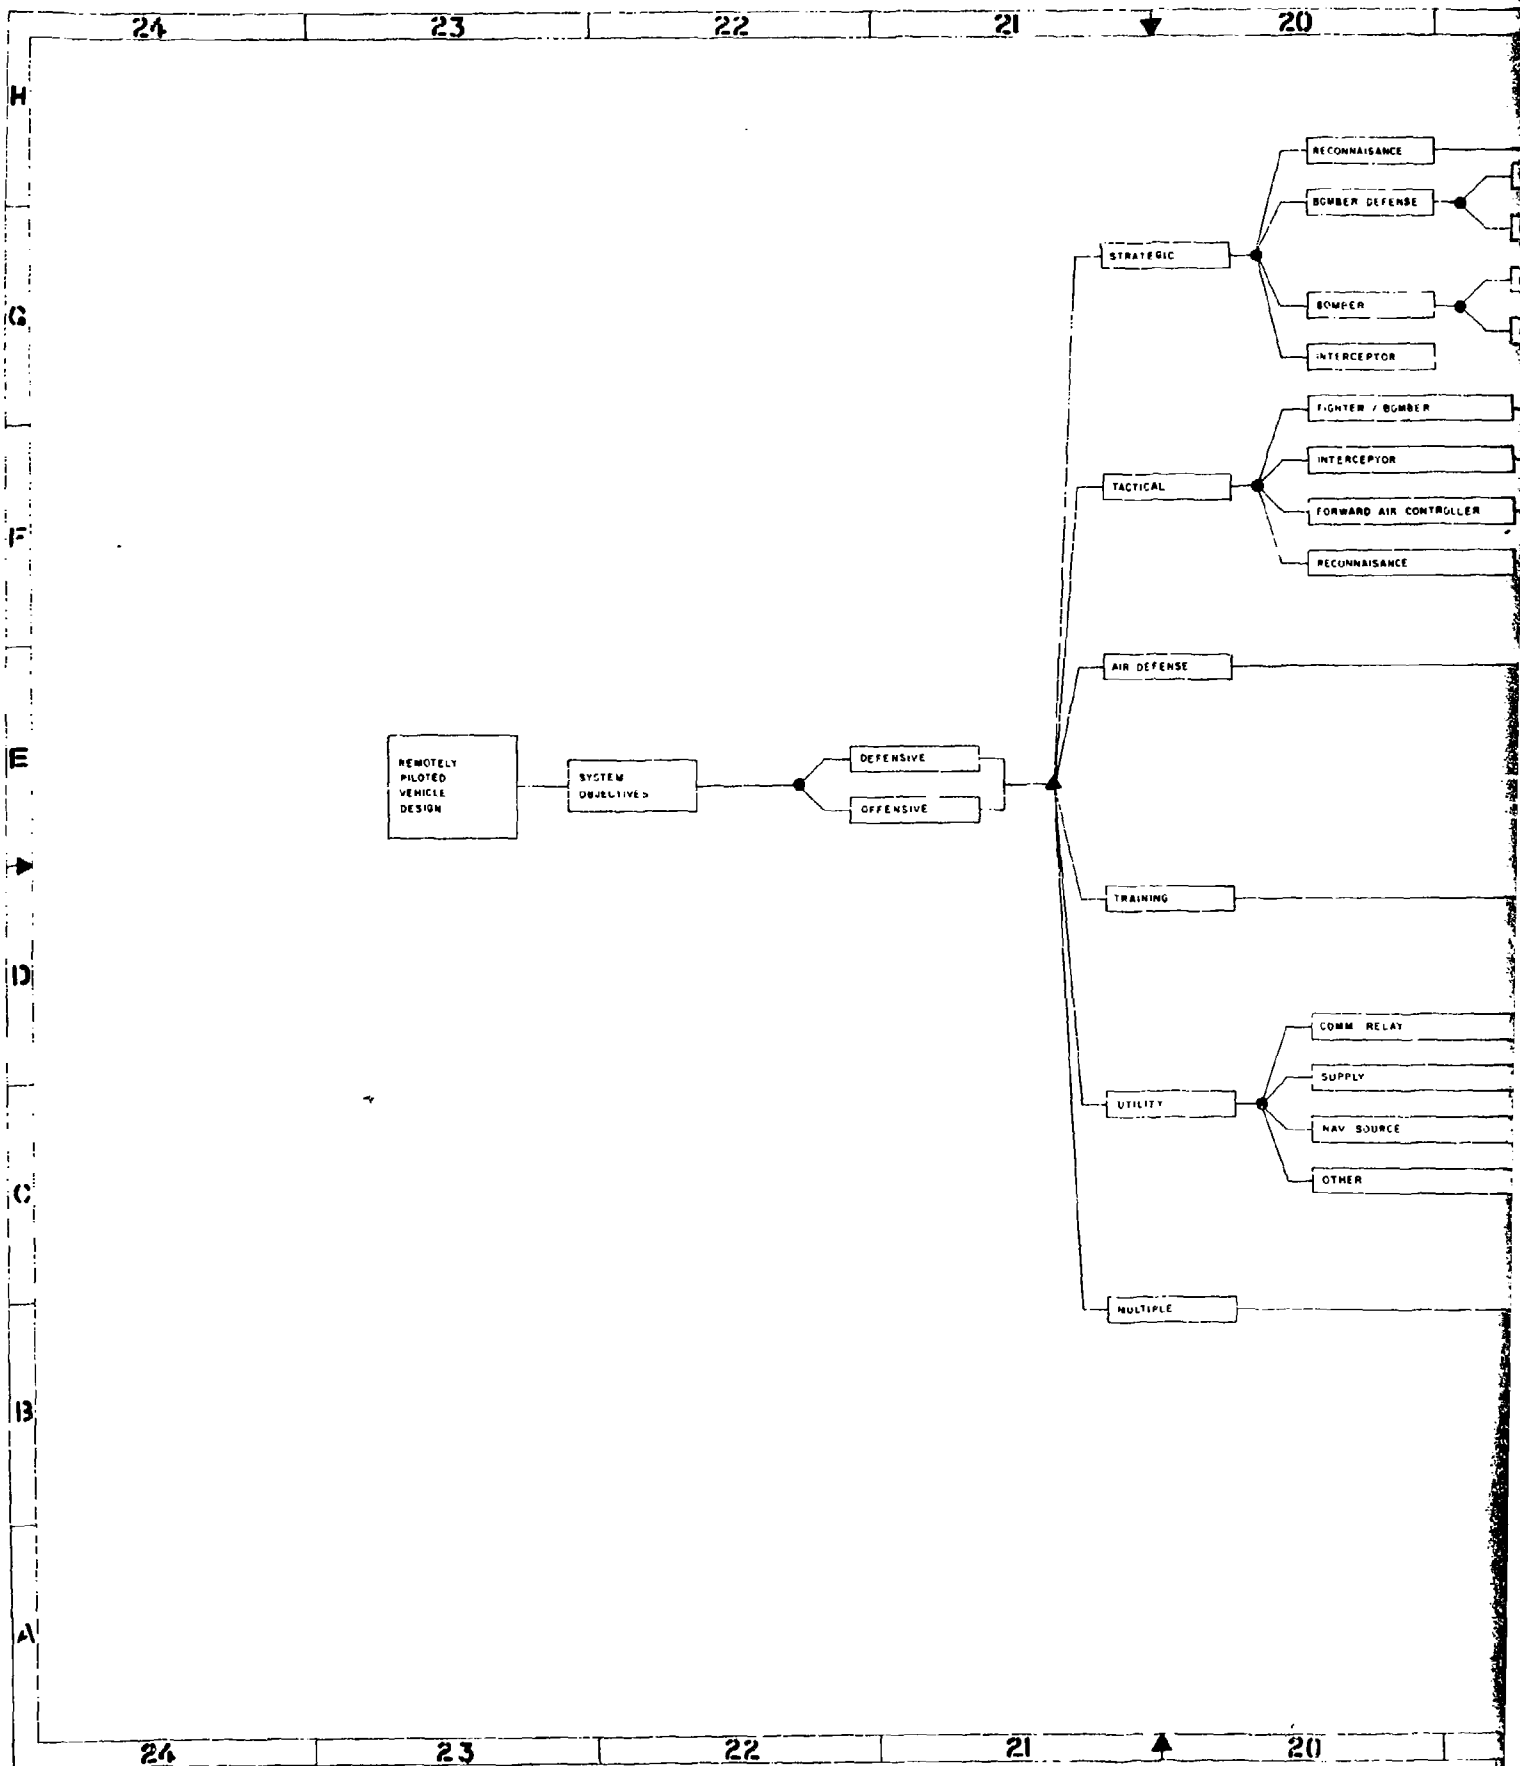 24 23 22 21 20
H
RECONNAISANCE
BOMBER DEFENSE
STRATEGIC
G
BOMBER
INTERCEPTOR
FIGHTER / BOMBER
INTERCEPTOR
TACTICAL
FORWARD AIR CONTROLLER
F
RECONNAISANCE
AIR DEFENSE
E
REMOTELY
PILOTED
VEHICLE
DESIGN
SYSTEM
OBJECTIVES
DEFENSIVE
OFFENSIVE
TRAINING
D
COMM RELAY
SUPPLY
UTILITY
NAV SOURCE
OTHER
C
MULTIPLE
B
A
24 23 22 21 20